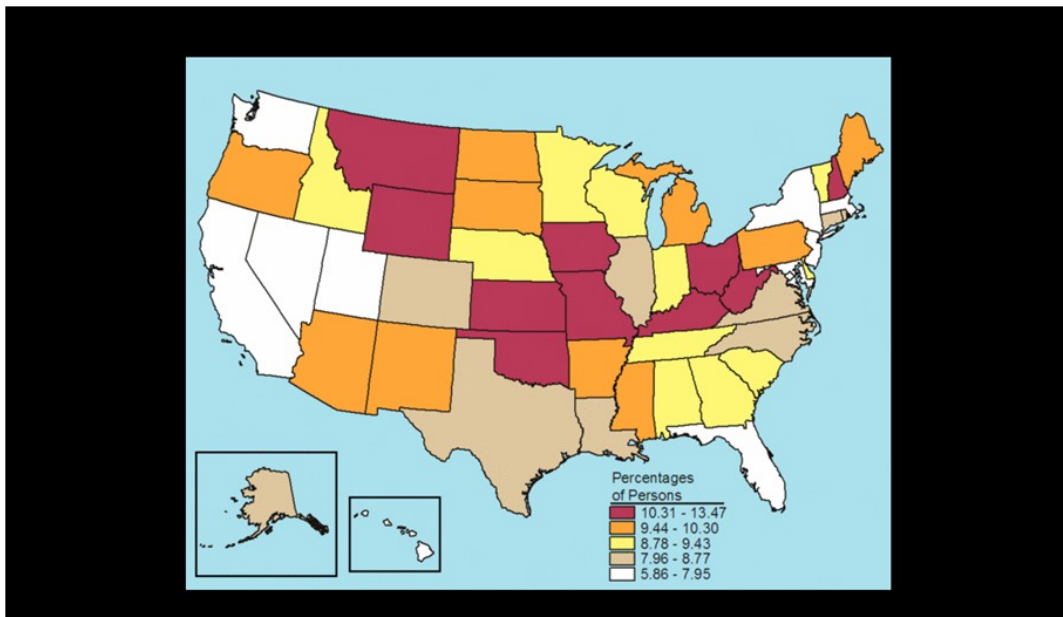 Percentages
of Persons
10.31 - 13.47
9.44 - 10.30
8.78 - 9.43
7.96 - 8.77
5.86 - 7.95